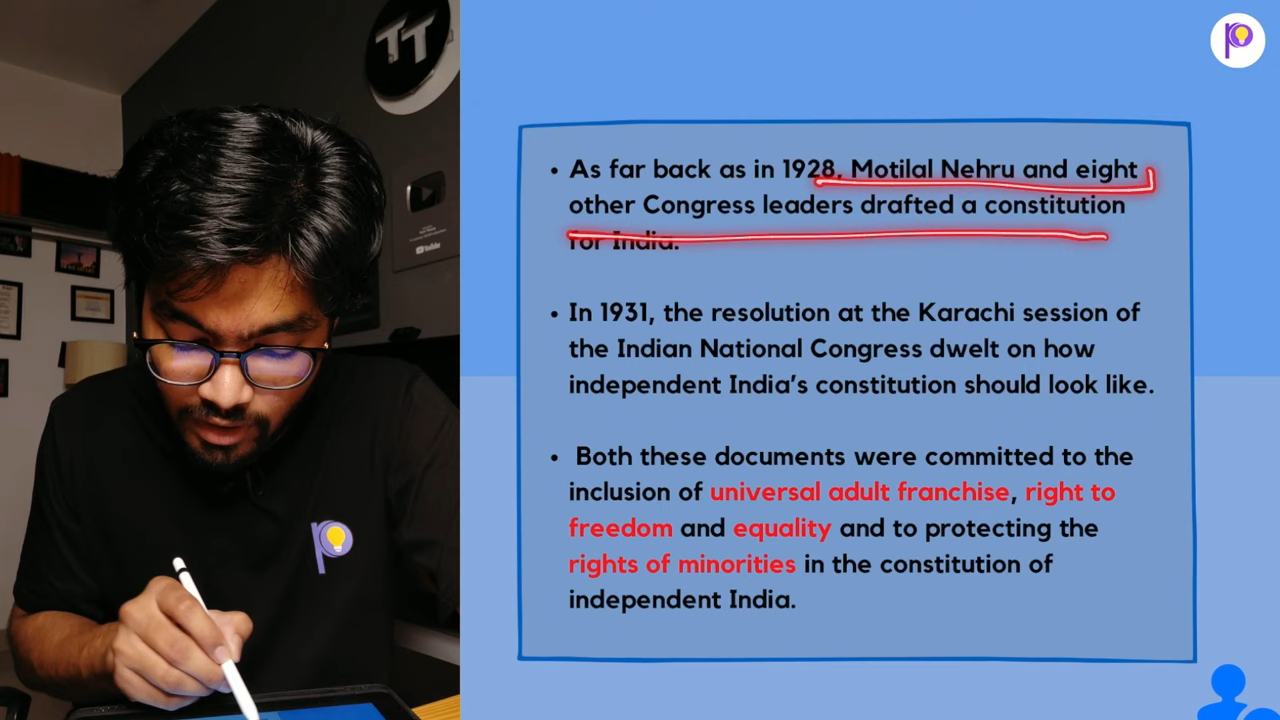 TT
YouTube
• As far back as in 1928, Motilal Nehru and eight
other Congress leaders drafted a constitution
for India.
• In 1931, the resolution at the Karachi session of
the Indian National Congress dwelt on how
independent India's constitution should look like.
• Both these documents were committed to the
inclusion of universal adult franchise, right to
freedom and equality and to protecting the
rights of minorities in the constitution of
independent India.